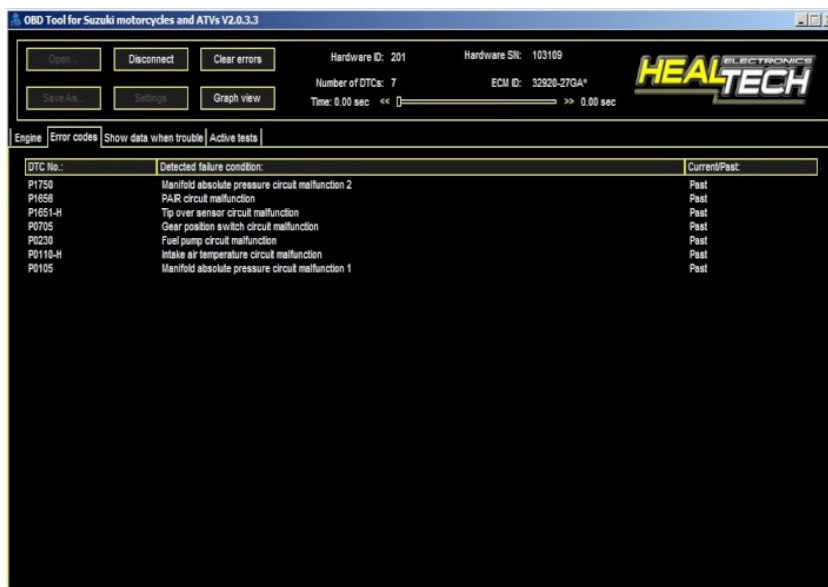 OBD Tool for Suzuki motorcycles and ATVs V2.0.3.3
Open...
Disconnect
Clear errors
Hardware ID: 201
Hardware SN: 103109
HEALTECH
ELECTRONICS
Save As...
Settings
Graph view
Number of DTCs: 7
ECM ID: 32920-27GA*
Time: 0.00 sec << >> 0.00 sec
Engine Error codes Show data when trouble Active tests
DTC No.: Detected failure condition: Current/Past:
P1750 Manifold absolute pressure circuit malfunction 2 Past
P1656 PAIR circuit malfunction Past
P1651-H Tip over sensor circuit malfunction Past
P0705 Gear position switch circuit malfunction Past
P0230 Fuel pump circuit malfunction Past
P0110-H Intake air temperature circuit malfunction Past
P0105 Manifold absolute pressure circuit malfunction 1 Past